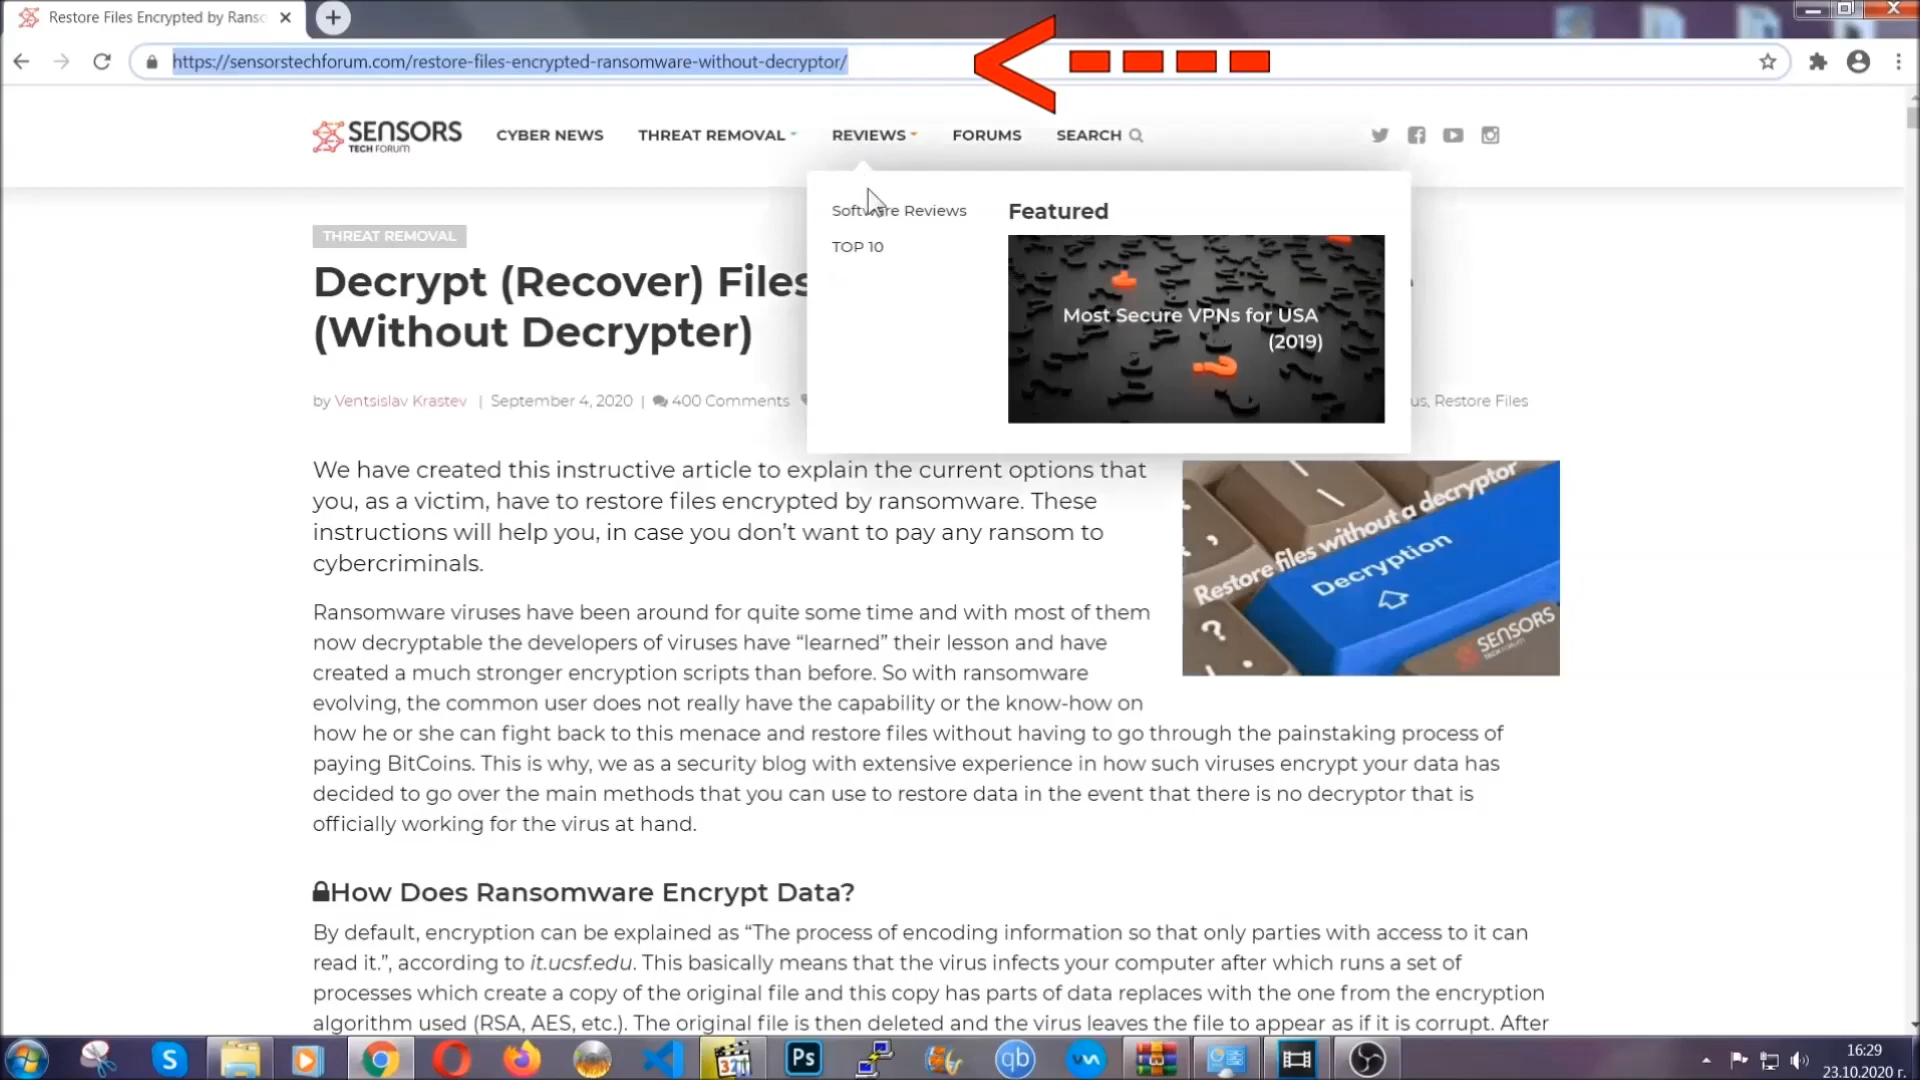 Restore Files Encrypted by Ranso
https://sensorstechforum.com/restore-files-encrypted-ransomware-without-decryptor/
SENSORS
TECH FORUM
CYBER NEWS
THREAT REMOVAL
REVIEWS
FORUMS
SEARCH
Software Reviews
TOP 10
Featured
Most Secure VPNs for USA
(2019)
THREAT REMOVAL
Decrypt (Recover) Files
(Without Decrypter)
by Ventsislav Krastev | September 4, 2020 | 400 Comments
us, Restore Files
We have created this instructive article to explain the current options that
you, as a victim, have to restore files encrypted by ransomware. These
instructions will help you, in case you don’t want to pay any ransom to
cybercriminals.
Restore files without a decryptor
Decryption
SENSORS
TECH FORUM
Ransomware viruses have been around for quite some time and with most of them
now decryptable the developers of viruses have “learned” their lesson and have
created a much stronger encryption scripts than before. So with ransomware
evolving, the common user does not really have the capability or the know-how on
how he or she can fight back to this menace and restore files without having to go through the painstaking process of
paying BitCoins. This is why, we as a security blog with extensive experience in how such viruses encrypt your data has
decided to go over the main methods that you can use to restore data in the event that there is no decryptor that is
officially working for the virus at hand.
How Does Ransomware Encrypt Data?
By default, encryption can be explained as “The process of encoding information so that only parties with access to it can
read it.”, according to it.ucsf.edu. This basically means that the virus infects your computer after which runs a set of
processes which create a copy of the original file and this copy has parts of data replaces with the one from the encryption
algorithm used (RSA, AES, etc.). The original file is then deleted and the virus leaves the file to appear as if it is corrupt. After
S
321
Ps
qb
16:29
23.10.2020 г.